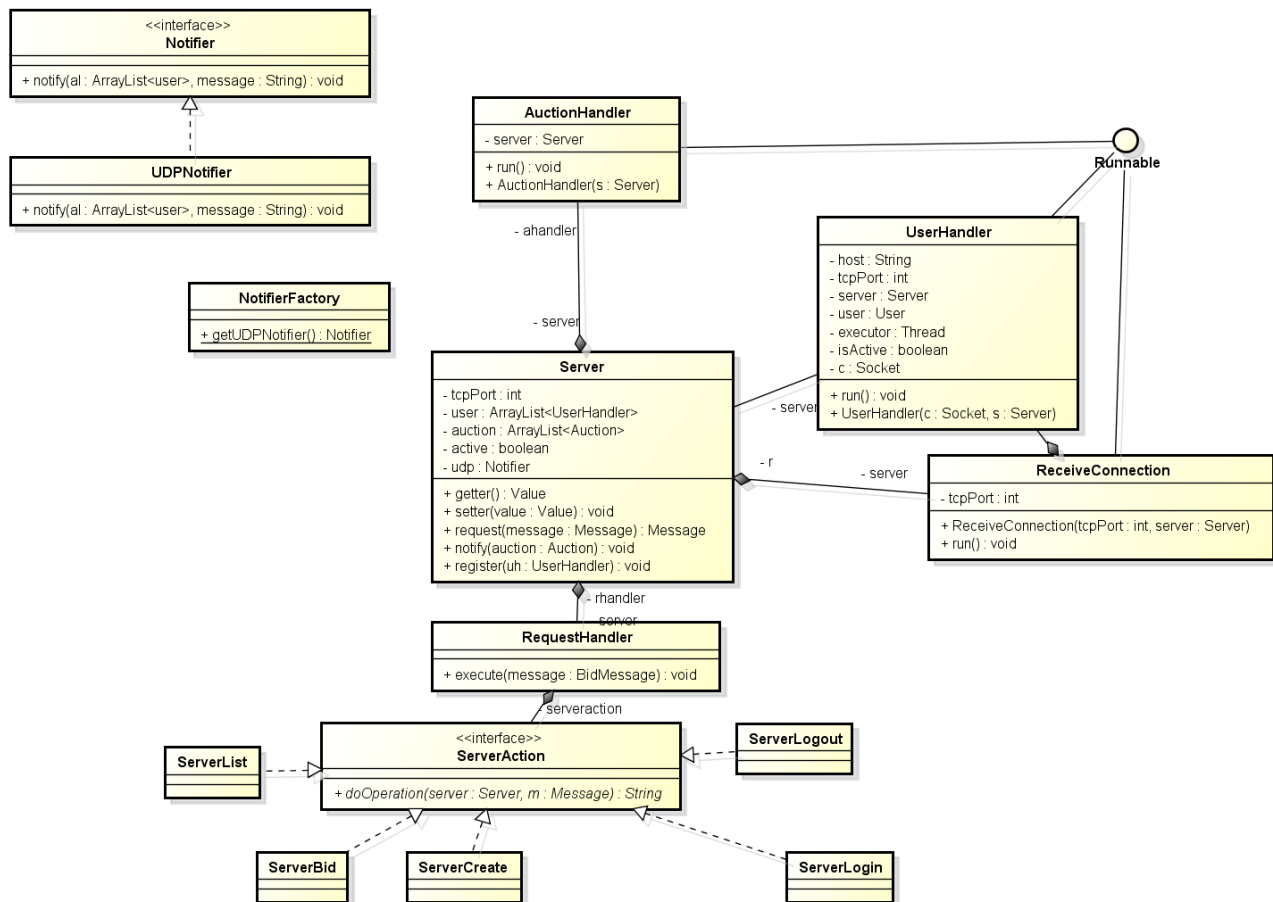 <<interface>>
Notifier
+ notify(al : ArrayList<user>, message : String) : void
UDPNotifier
+ notify(al : ArrayList<user>, message : String) : void
NotifierFactory
+ getUDPNotifier() : Notifier
AuctionHandler
- server : Server
+ run() : void
+ AuctionHandler(s : Server)
Runnable
- ahandler
- server
UserHandler
- host : String
- tcpPort : int
- server : Server
- user : User
- executor : Thread
- isActive : boolean
- c : Socket
+ run() : void
+ UserHandler(c : Socket, s : Server)
- server
Server
- tcpPort : int
- user : ArrayList<UserHandler>
- auction : ArrayList<Auction>
- active : boolean
- udp : Notifier
+ getter() : Value
+ setter(value : Value) : void
+ request(message : Message) : Message
+ notify(auction : Auction) : void
+ register(uh : UserHandler) : void
- r
- server
ReceiveConnection
- tcpPort : int
+ ReceiveConnection(tcpPort : int, server : Server)
+ run() : void
- rhandler
- server
RequestHandler
+ execute(message : BidMessage) : void
- serveraction
<<interface>>
ServerAction
+ doOperation(server : Server, m : Message) : String
ServerList
ServerLogout
ServerBid
ServerCreate
ServerLogin